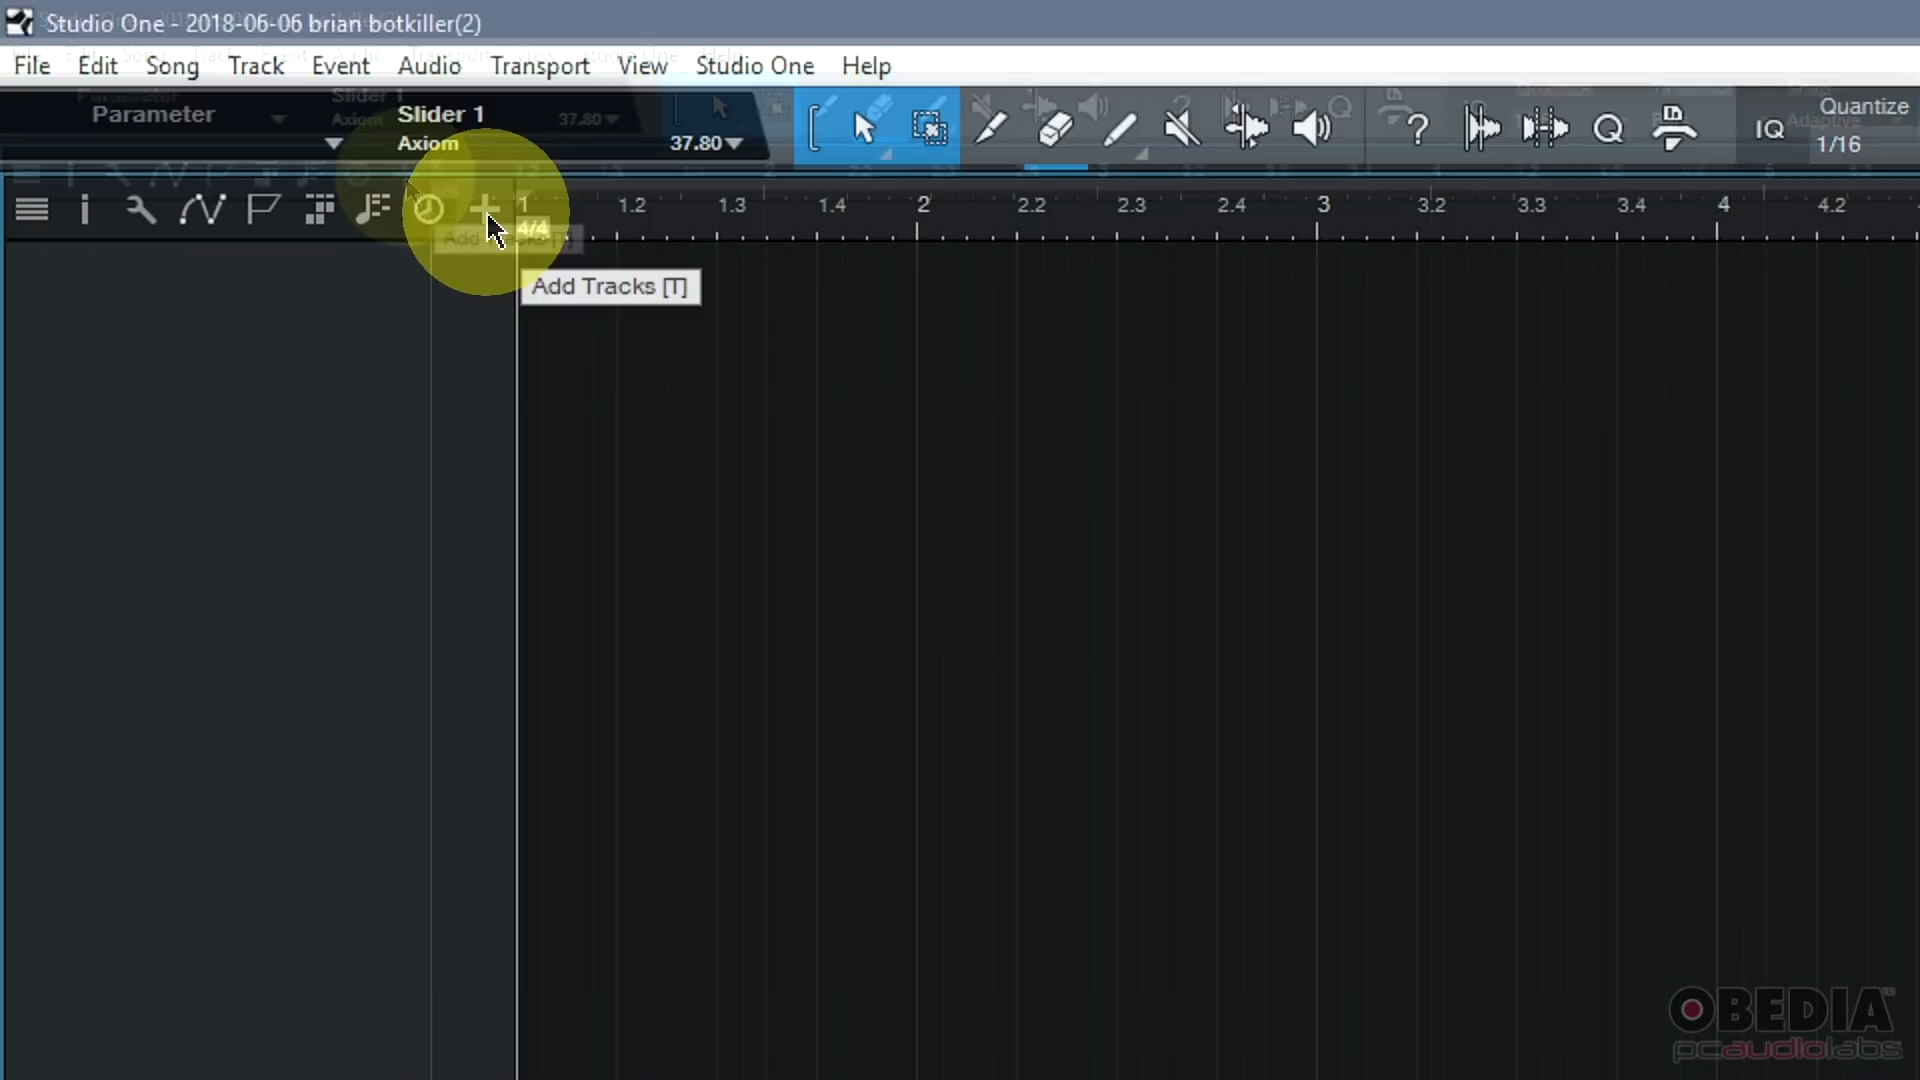 Studio One - 2018-06-06 brian botkiller(2)
File Edit Song Track Event Audio Transport View Studio One Help
Parameter Slider 1
Axiom 37.80
? Q IQ Quantize
1/16
1 1.2 1.3 1.4 2 2.2 2.3 2.4 3 3.2 3.3 3.4 4 4.2
4/4
Add Tracks [T]
OBEDIA
pcaudiolabs